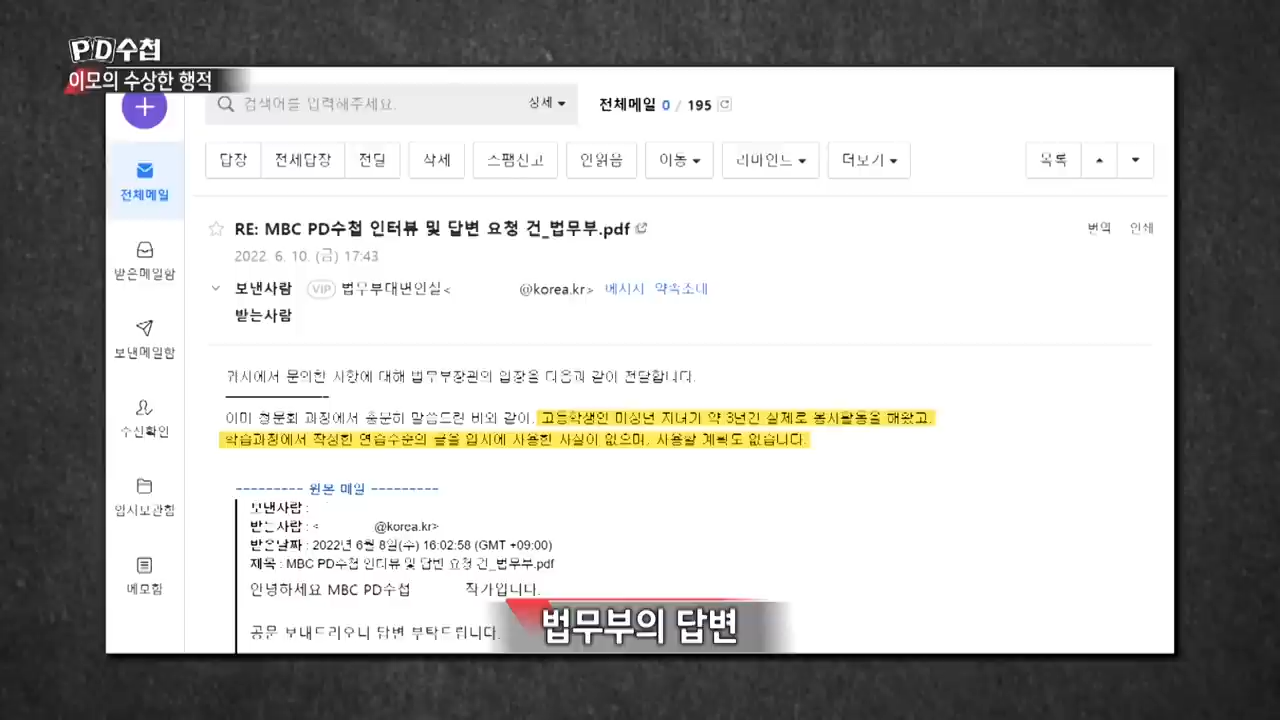 PD수첩
이모의 수상한 행적
검색어를 입력해주세요.
상세
전체메일 0 / 195
답장 전체답장 전달 삭제 스팸신고 안읽음 이동 리마인드 더보기 목록
전체메일
받은메일함
보낸메일함
수신확인
임시보관함
메모함
RE: MBC PD수첩 인터뷰 및 답변 요청 건_법무부.pdf
번역 인쇄
2022. 6. 10. (금) 17:43
보낸사람 VIP 법무부대변인실< @korea.kr> 메시지 약속초대
받는사람
귀사에서 문의한 사항에 대해 법무부장관의 입장을 다음과 같이 전달합니다.
이미 청문회 과정에서 충분히 말씀드린 바와 같이, 고등학생인 미성년 자녀가 약 3년간 실제로 봉사활동을 해왔고,
학습과정에서 작성한 연습수준의 글을 입시에 사용한 사실이 없으며, 사용할 계획도 없습니다.
--------- 원본 메일 ---------
보낸사람 :
받는사람 : < @korea.kr>
받은날짜 : 2022년 6월 8일(수) 16:02:58 (GMT +09:00)
제목 : MBC PD수첩 인터뷰 및 답변 요청 건_법무부.pdf
안녕하세요 MBC PD수첩 작가입니다.
공문 보내드리오니 답변 부탁드립니다.
법무부의 답변